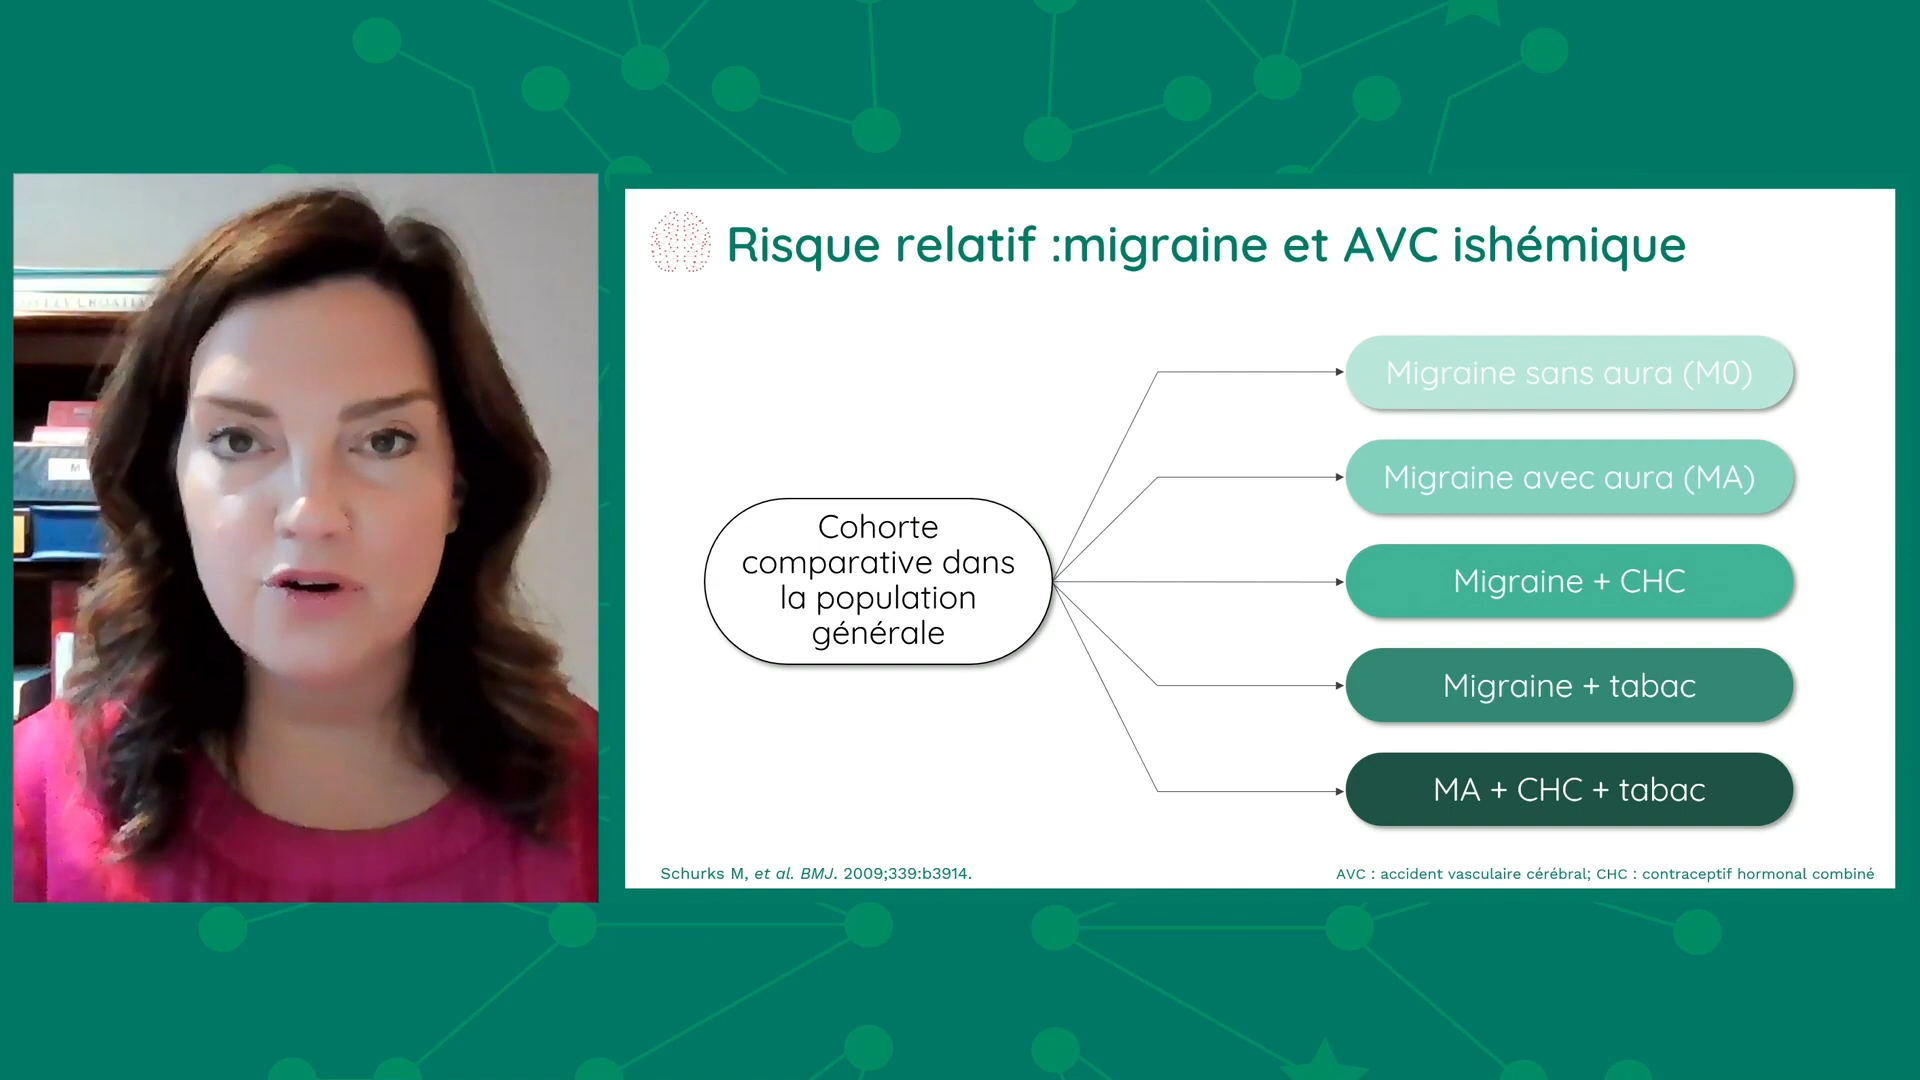 Risque relatif :migraine et AVC ishémique
Cohorte
comparative dans
la population
générale
Migraine sans aura (M0)
Migraine avec aura (MA)
Migraine + CHC
Migraine + tabac
MA + CHC + tabac
Schurks M, et al. BMJ. 2009;339:b3914.
AVC : accident vasculaire cérébral; CHC : contraceptif hormonal combiné
M